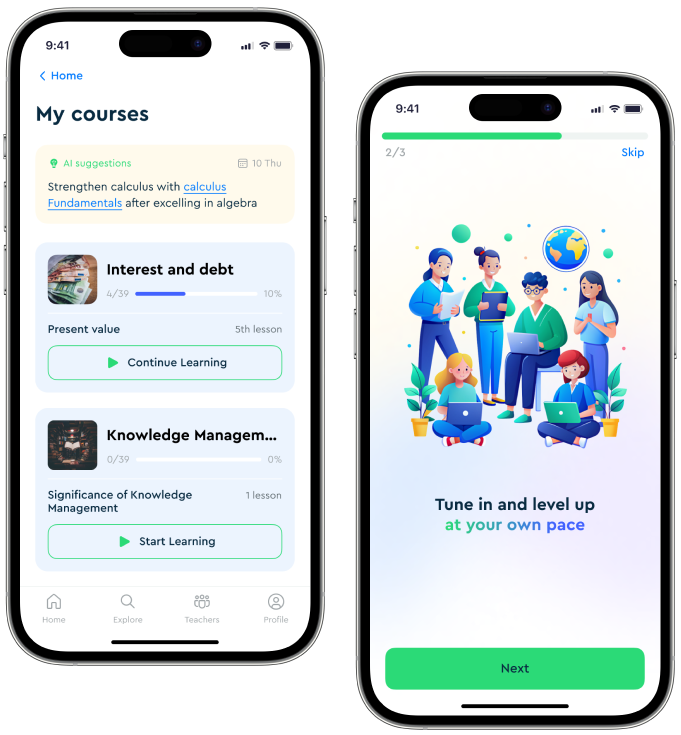 9:41
Home
My courses
AI suggestions
10 Thu
Strengthen calculus with calculus
Fundamentals after excelling in algebra
Interest and debt
4/39
10%
Present value
5th lesson
Continue Learning
Knowledge Managem...
0/39
0%
Significance of Knowledge
Management
1 lesson
Start Learning
Home
Explore
Teachers
Profile
9:41
2/3
Skip
Tune in and level up
at your own pace
Next